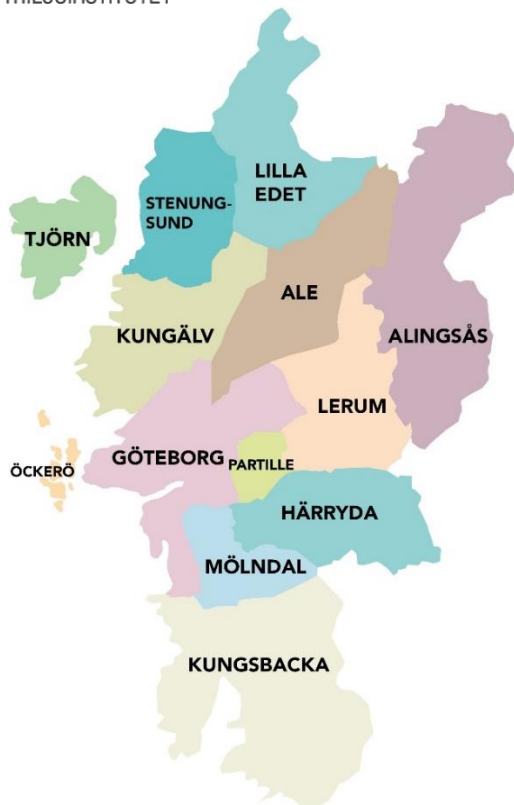 LILLA
EDET
STENUNG-
SUND
TJÖRN
ALE
KUNGÄLV
ALINGSÅS
LERUM
GÖTEBORG
PARTILLE
ÖCKERÖ
HÄRRYDA
MÖLNDAL
KUNGSBACKA